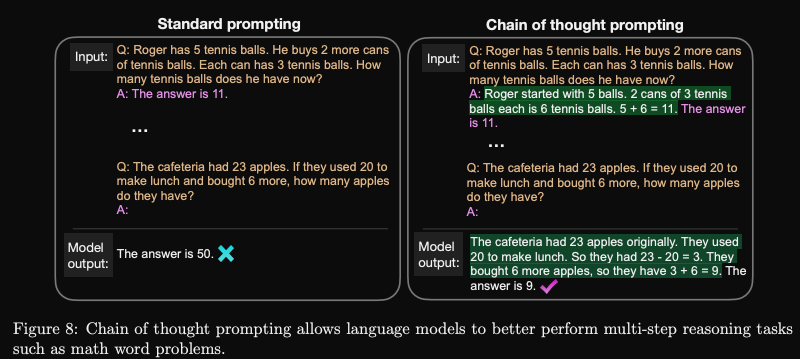 Standard prompting
Input:
Q: Roger has 5 tennis balls. He buys 2 more cans
of tennis balls. Each can has 3 tennis balls. How
many tennis balls does he have now?
A: The answer is 11.
...
Q: The cafeteria had 23 apples. If they used 20 to
make lunch and bought 6 more, how many apples
do they have?
A:
Model
output:
The answer is 50.
Chain of thought prompting
Input:
Q: Roger has 5 tennis balls. He buys 2 more cans
of tennis balls. Each can has 3 tennis balls. How
many tennis balls does he have now?
A: Roger started with 5 balls. 2 cans of 3 tennis
balls each is 6 tennis balls. 5 + 6 = 11. The answer
is 11.
...
Q: The cafeteria had 23 apples. If they used 20 to
make lunch and bought 6 more, how many apples
do they have?
A:
Model
output:
The cafeteria had 23 apples originally. They used
20 to make lunch. So they had 23 - 20 = 3. They
bought 6 more apples, so they have 3 + 6 = 9. The
answer is 9.
Figure 8: Chain of thought prompting allows language models to better perform multi-step reasoning tasks
such as math word problems.